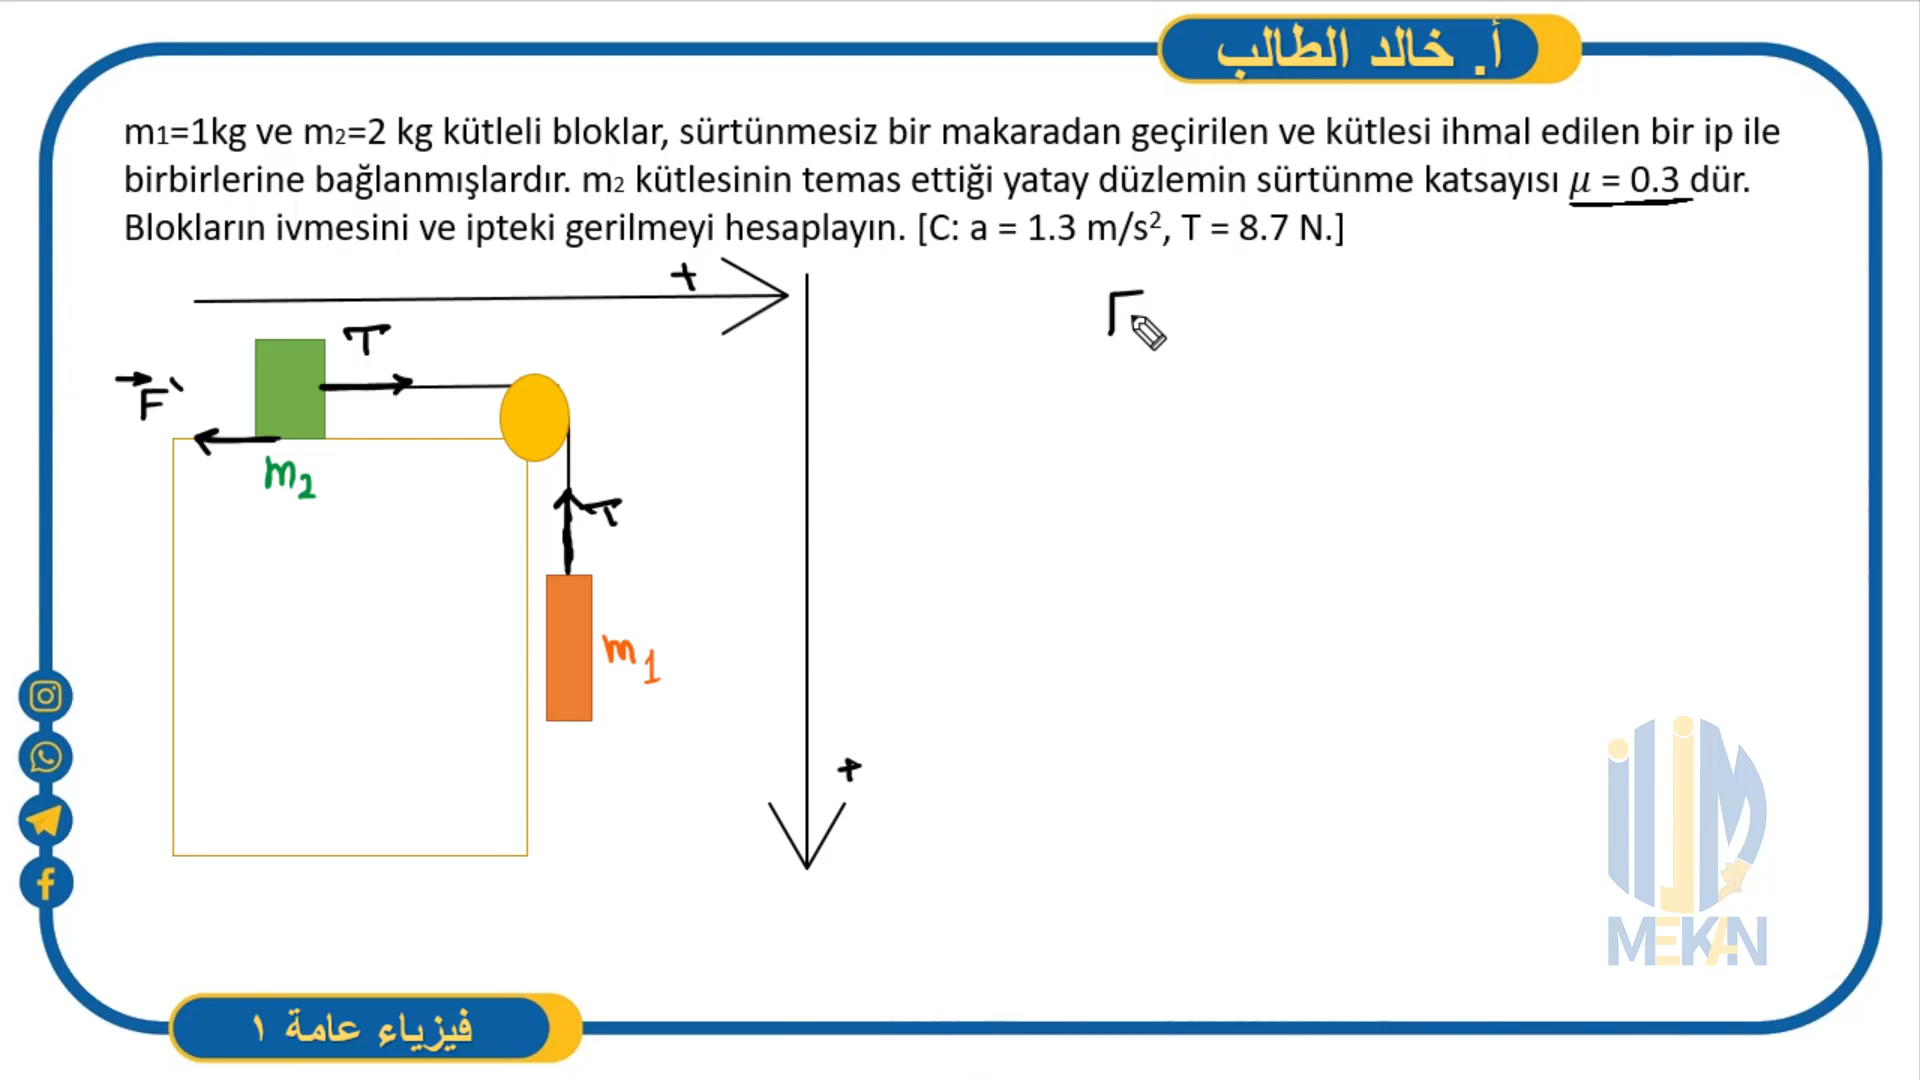 أ. خالد الطالب
m1=1kg ve m2=2 kg kütleli bloklar, sürtünmesiz bir makaradan geçirilen ve kütlesi ihmal edilen bir ip ile
birbirlerine bağlanmışlardır. m2 kütlesinin temas ettiği yatay düzlemin sürtünme katsayısı μ = 0.3 dür.
Blokların ivmesini ve ipteki gerilmeyi hesaplayın. [C: a = 1.3 m/s², T = 8.7 N.]
+
T
F
m2
T
m1
+
MEKAN
فيزياء عامة ١